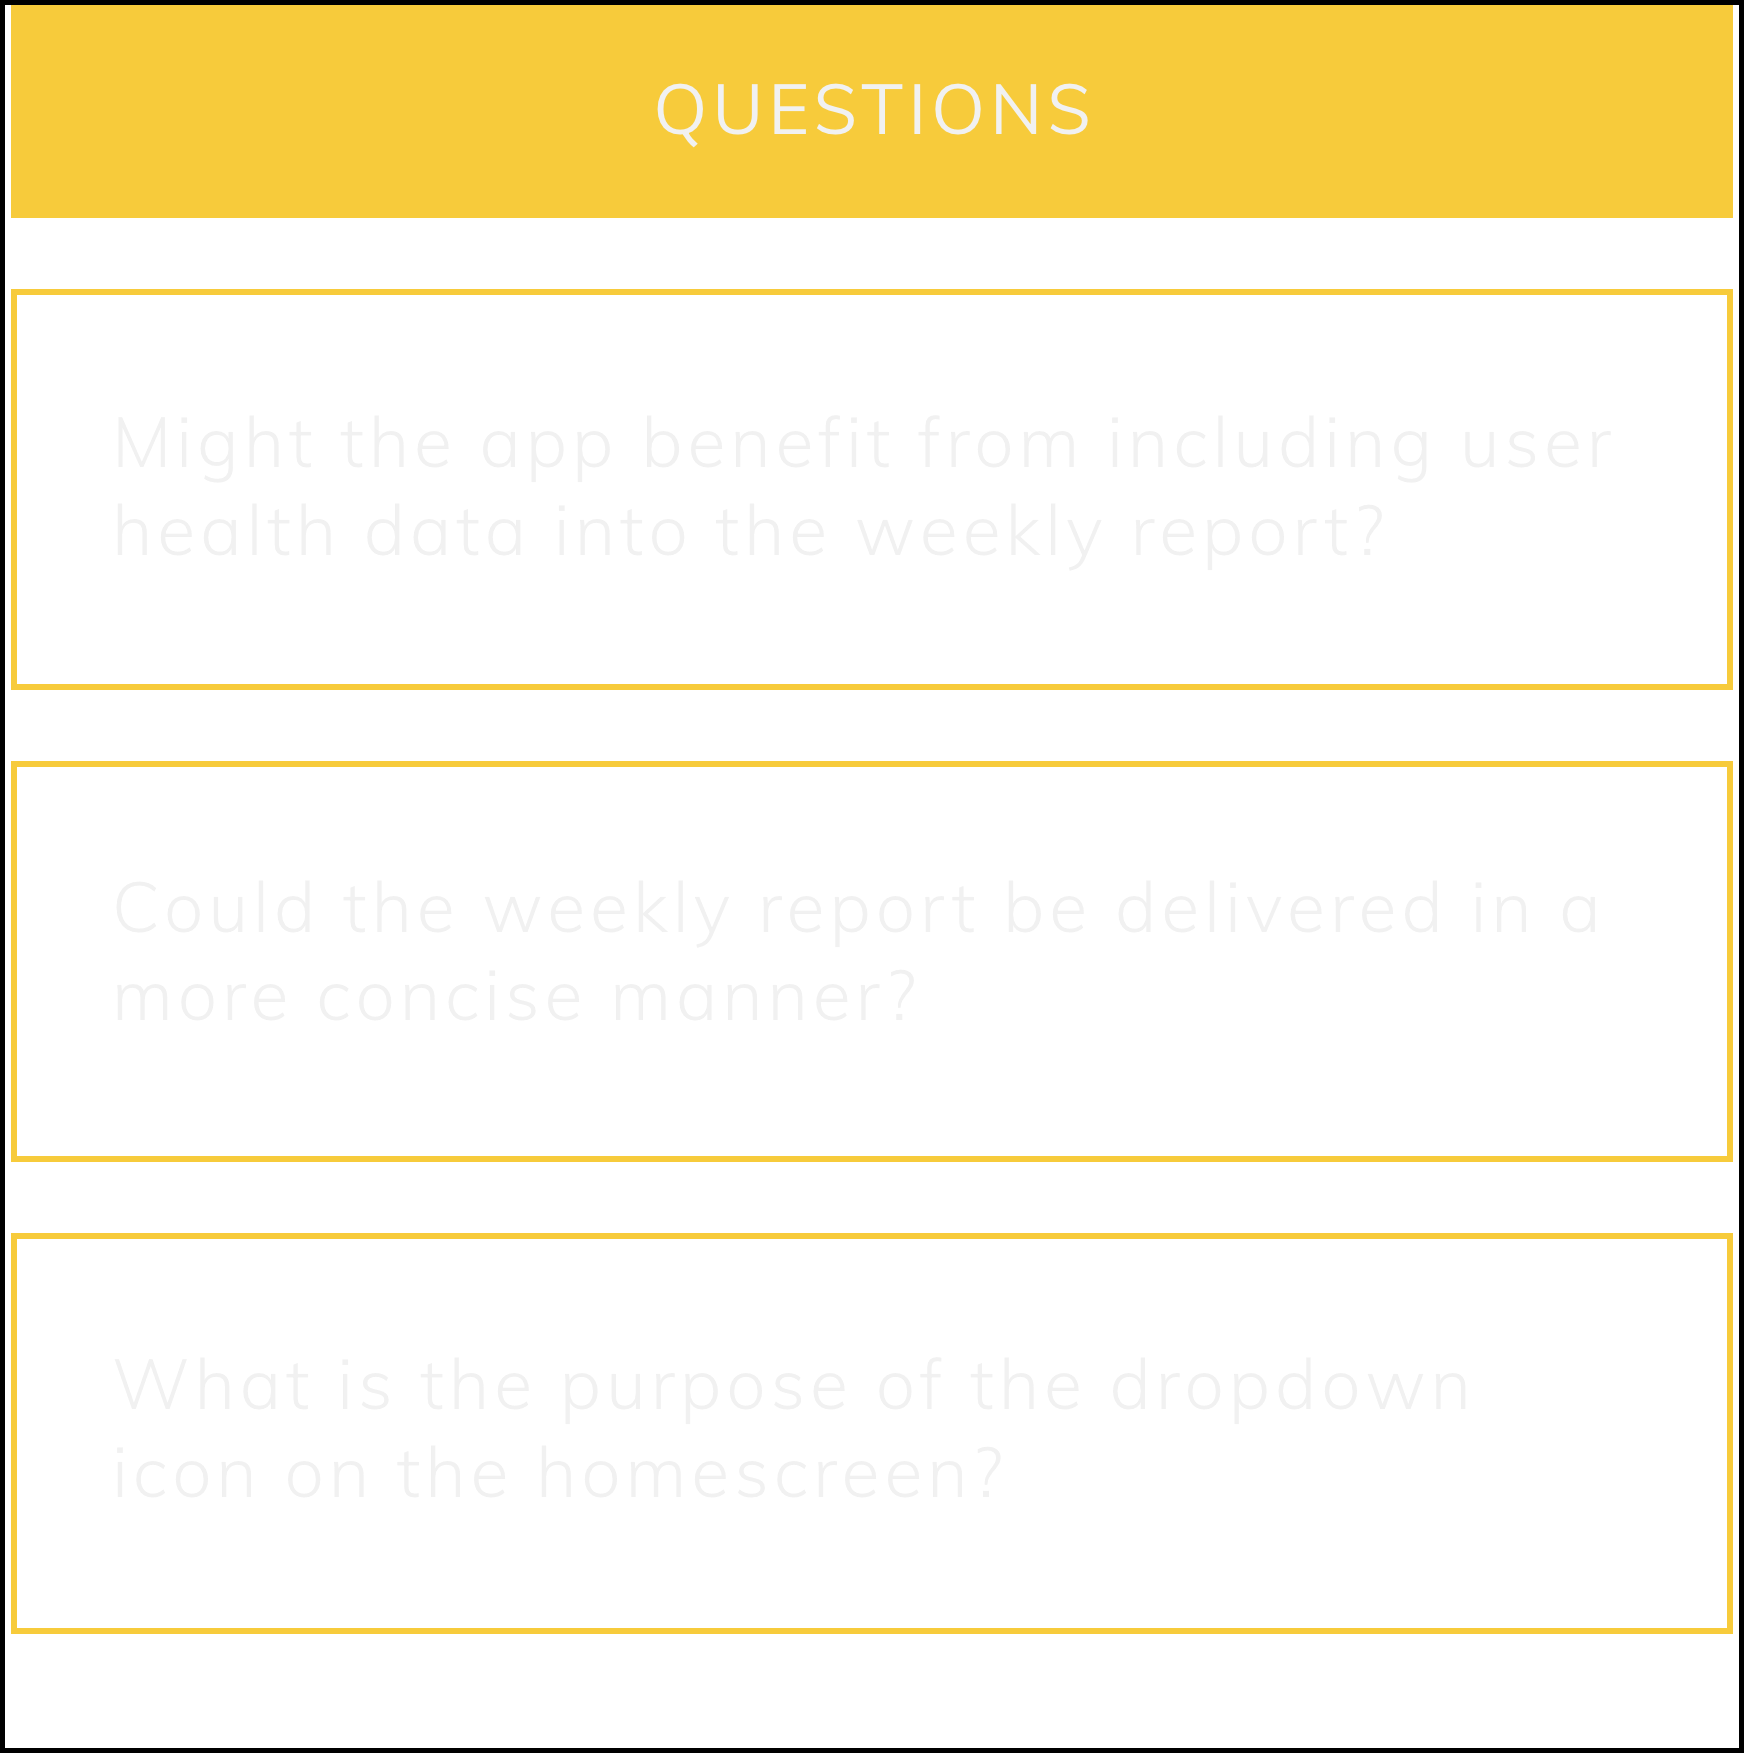 QUESTIONS
Might the app benefit from including user
health data into the weekly report?
Could the weekly report be delivered in a
more concise manner?
What is the purpose of the dropdown
icon on the homescreen?